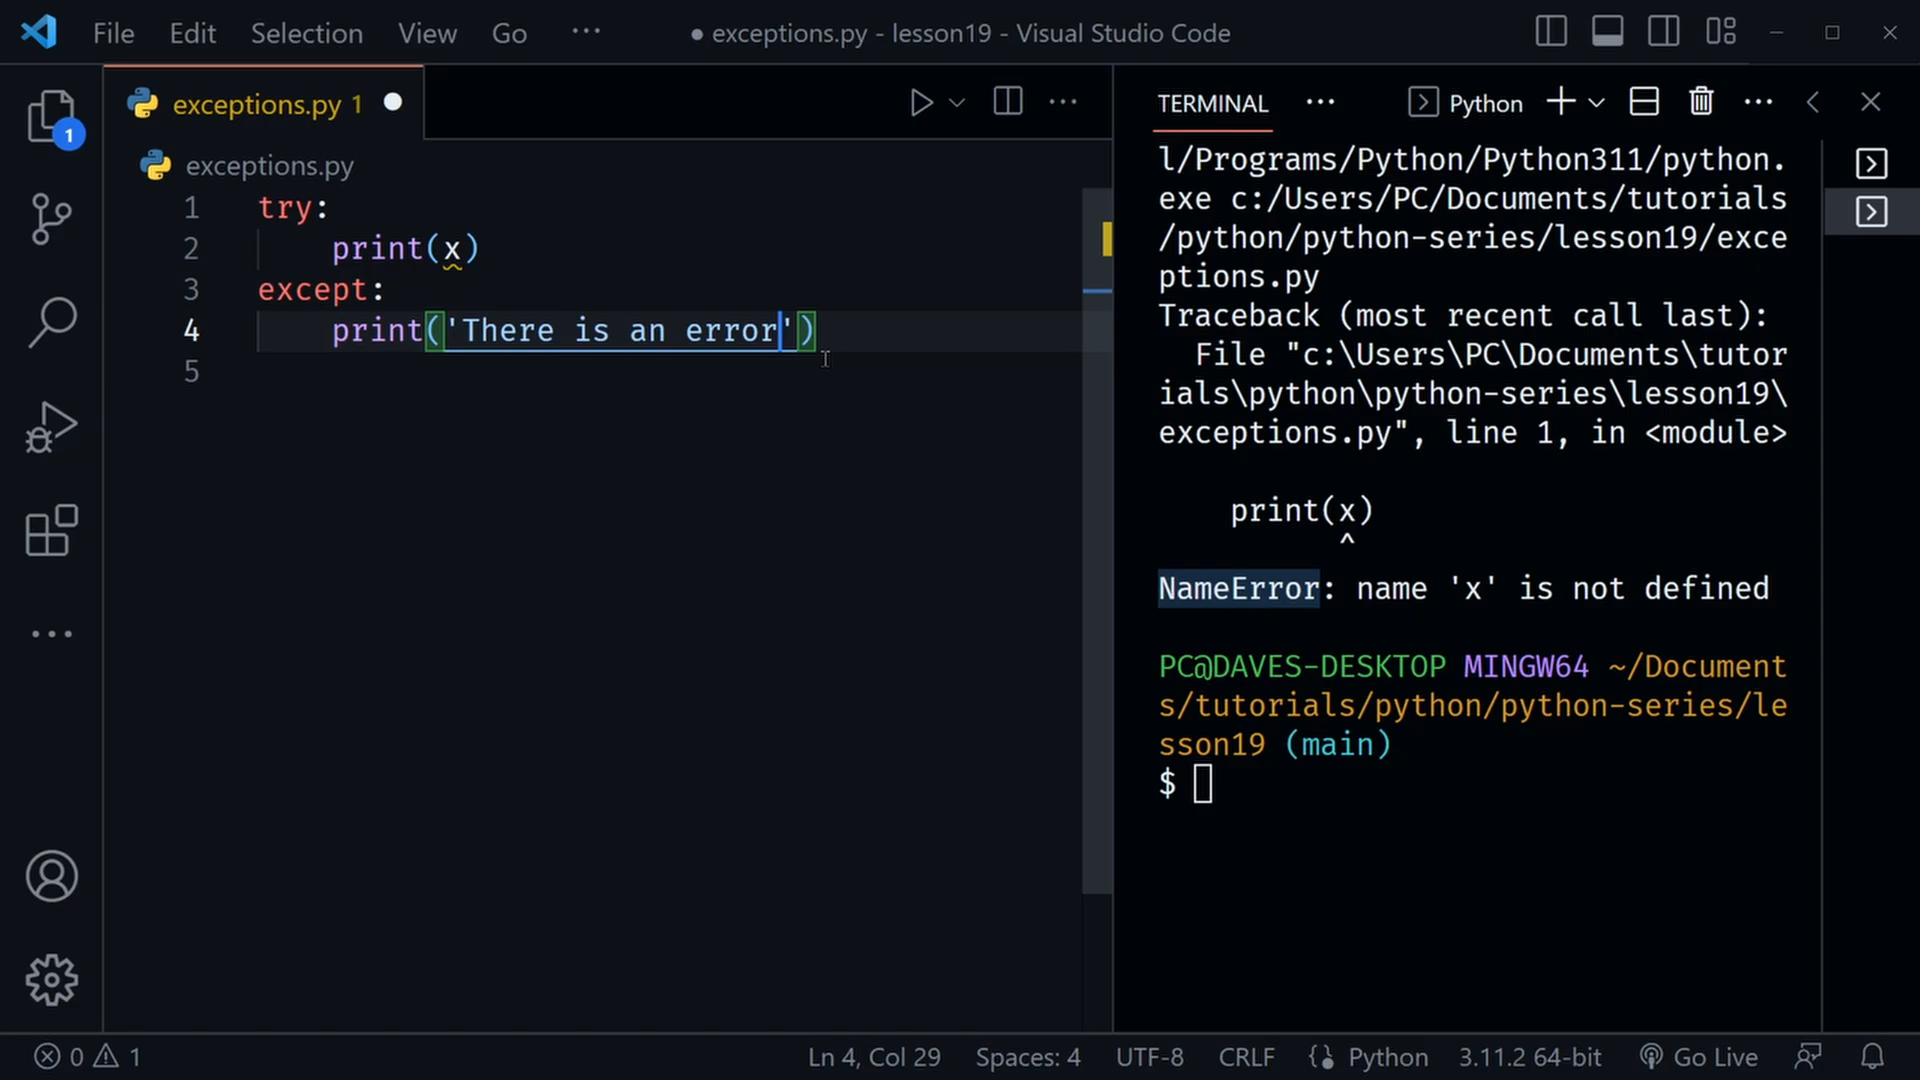 File Edit Selection View Go ··· ● exceptions.py - lesson19 - Visual Studio Code
exceptions.py 1
exceptions.py
1 try:
2     print(x)
3 except:
4     print('There is an error')
5
1
TERMINAL ··· Python
l/Programs/Python/Python311/python.
exe c:/Users/PC/Documents/tutorials
/python/python-series/lesson19/exce
ptions.py
Traceback (most recent call last):
  File "c:\Users\PC\Documents\tutor
ials\python\python-series\lesson19\
exceptions.py", line 1, in <module>
    print(x)
          ^
NameError: name 'x' is not defined
PC@DAVES-DESKTOP MINGW64 ~/Document
s/tutorials/python/python-series/le
sson19 (main)
$
0 1 Ln 4, Col 29 Spaces: 4 UTF-8 CRLF Python 3.11.2 64-bit Go Live